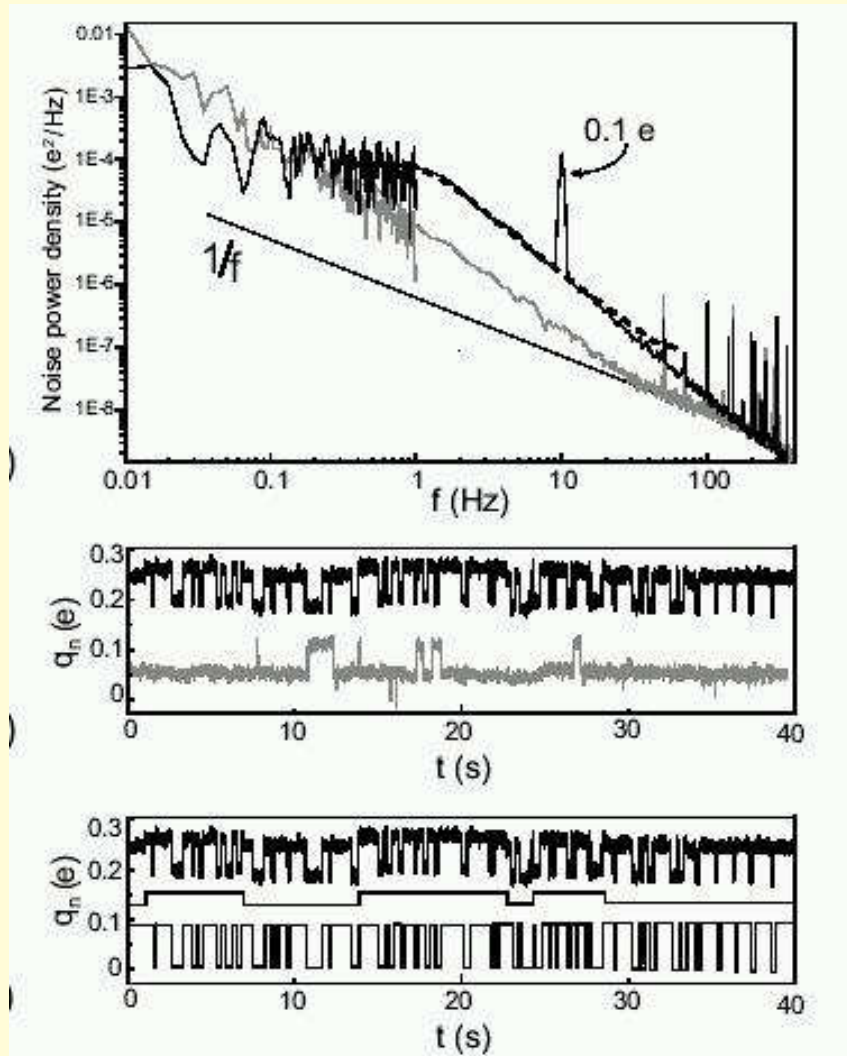 0.01
1E-3
1E-4
1E-5
1E-6
1E-7
1E-8
Noise power density (e²/Hz)
0.1 e
1/f
0.01 0.1 1 10 100
f (Hz)
0.3
0.2
0.1
0
qₙ (e)
0 10 20 30 40
t (s)
0.3
0.2
0.1
0
qₙ (e)
0 10 20 30 40
t (s)
)
)
)